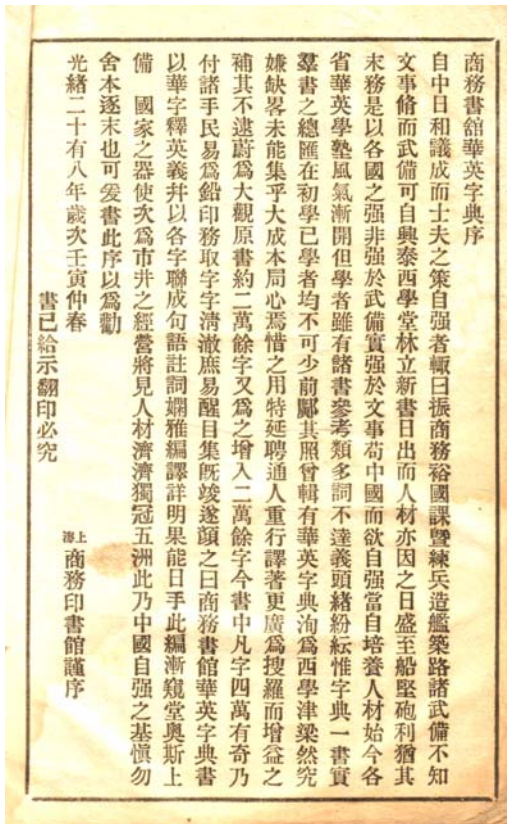 商務書館華英字典序
自中日和議成而士夫之策自强者輙曰振商務裕國課曁練兵造艦築路諸武備不知
文事脩而武備可自興泰西學堂林立新書日出而人材亦因之日盛至船堅砲利猶其
末務是以各國之强非强於武備實强於文事苟中國而欲自强當自培養人材始今各
省華英學塾風氣漸開但學者雖有諸書參考類多詞不達義頭緒紛紜惟字典一書實
羣書之總匯在初學已學者均不可少前鄺其照曾輯有華英字典洵爲西學津梁然究
嫌缺畧未能集乎大成本局心焉惜之用特延聘通人重行譯著更廣爲搜羅而增益之
補其不逮蔚爲大觀原書約二萬餘字又爲之增入二萬餘字今書中凡字四萬有奇乃
付諸手民易爲鉛印務取字字清澈庶易醒目集旣竣遂顏之曰商務書館華英字典書
以華字釋英義幷以各字聯成句語註詞嫻雅編譯詳明果能日手此編漸窺堂奧斯上
備 國家之器使次爲市井之經營將見人材濟濟獨冠五洲此乃中國自强之基愼勿
舍本逐末也可爰書此序以爲勸
光緒二十有八年歲次壬寅仲春
上海商務印書館謹序
書已給示翻印必究